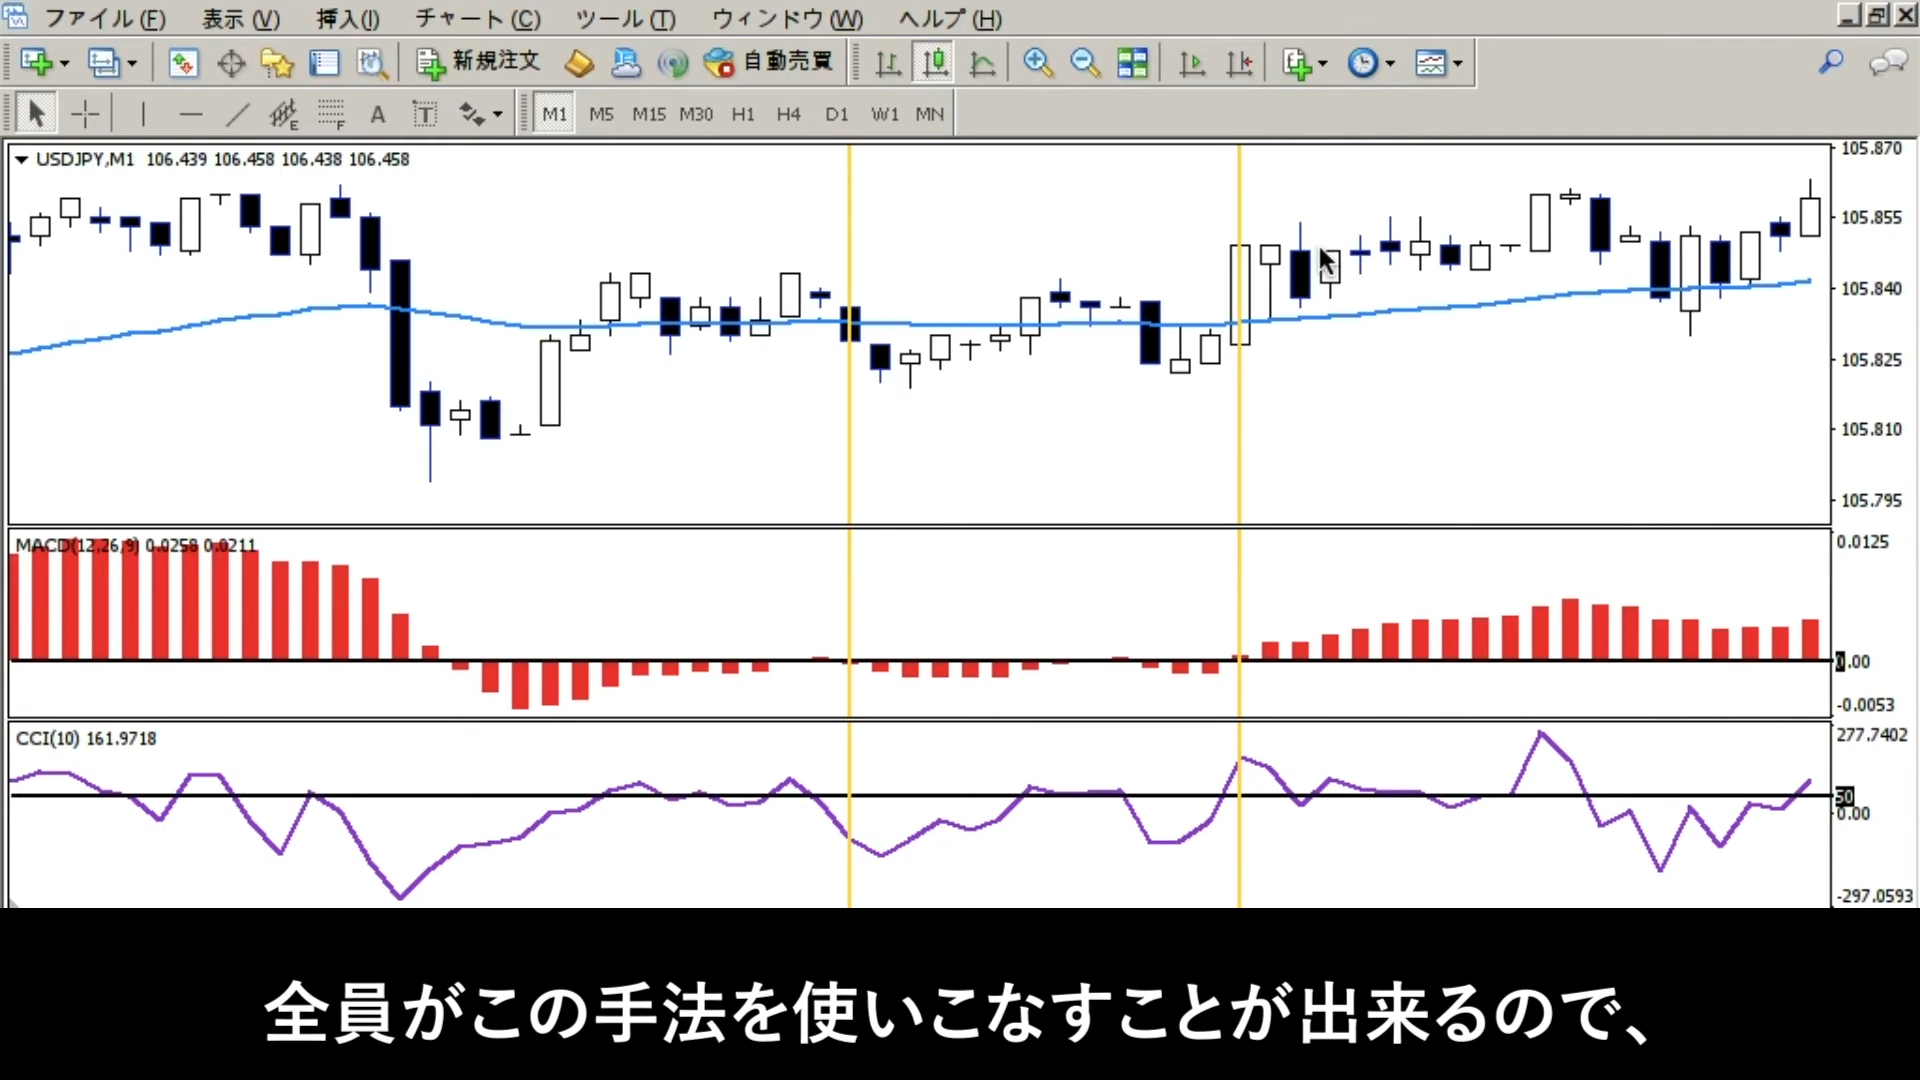 ファイル (F) 表示 (V) 挿入(I) チャート (C) ツール (T) ウィンドウ (W) ヘルプ (H)
新規注文 自動売買
E F A T M1 M5 M15 M30 H1 H4 D1 W1 MN
USDJPY,M1 106.439 106.458 106.438 106.458
105.870
105.855
105.840
105.825
105.810
105.795
MACD(12,26,9) 0.0258 0.0211
0.0125
0.00
-0.0053
CCI(10) 161.9718
277.7402
50
0.00
-297.0593
全員がこの手法を使いこなすことが出来るので、